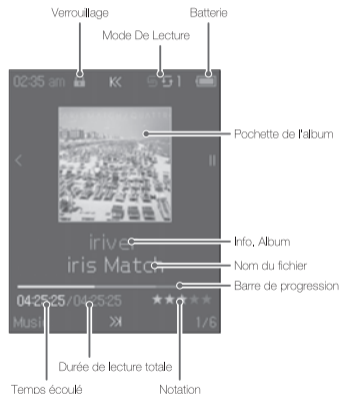 Verrouillage
Batterie
Mode De Lecture
02:35 am
1
Pochette de l'album
iriver
Info, Album
iris Match
Nom du fichier
Barre de progression
04:25:25/04:25:25
Music
1/6
Durée de lecture totale
Temps écoulé
Notation